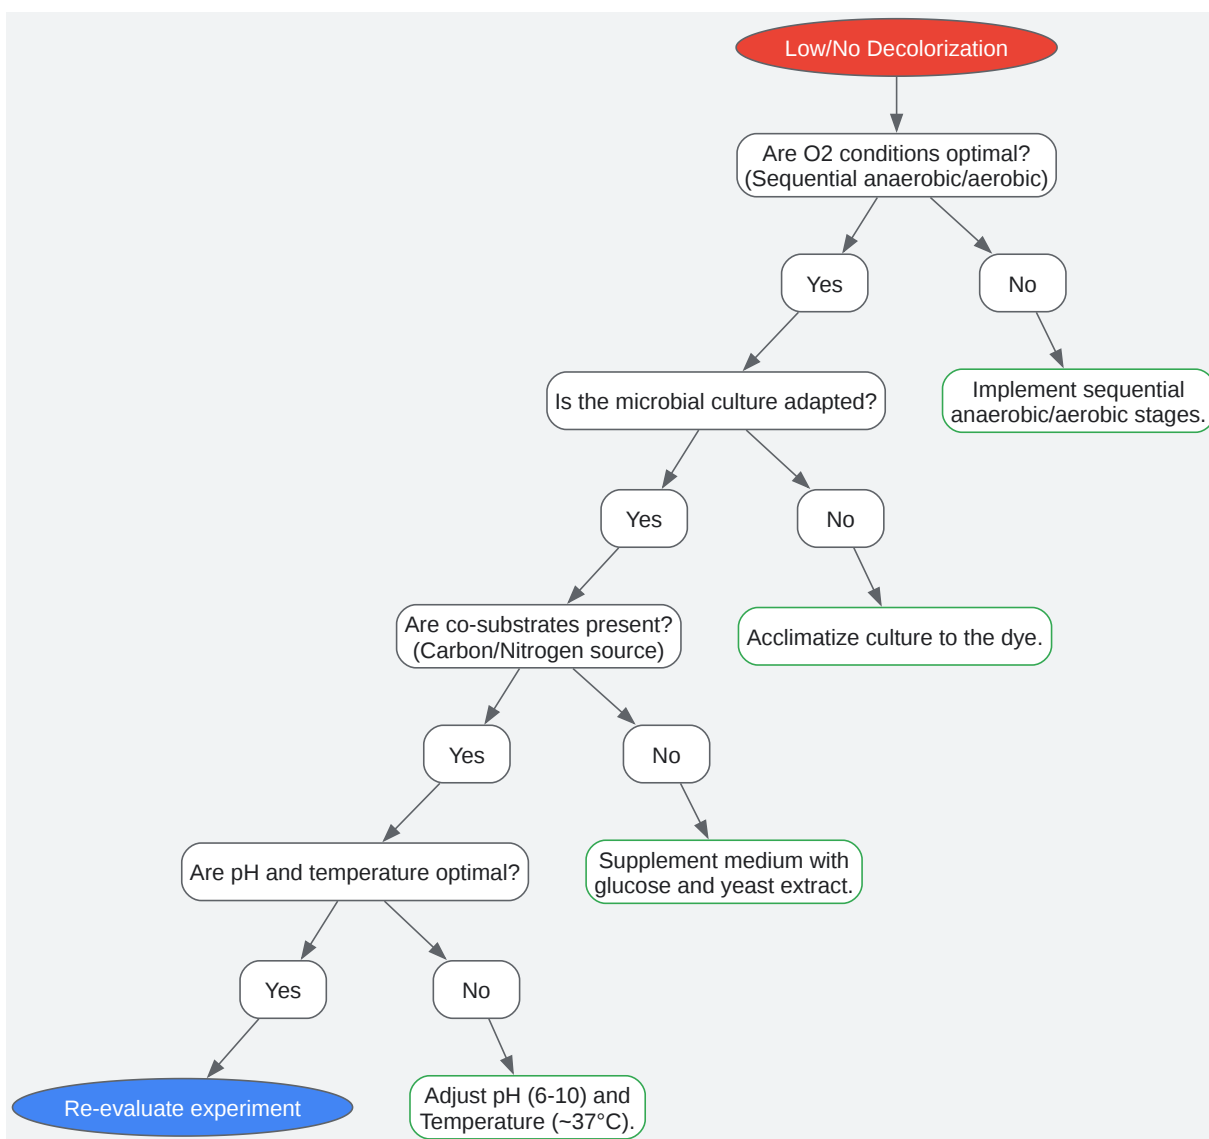 Low/No Decolorization
Are O2 conditions optimal?
(Sequential anaerobic/aerobic)
Yes
No
Implement sequential
anaerobic/aerobic stages.
Is the microbial culture adapted?
Yes
No
Acclimatize culture to the dye.
Are co-substrates present?
(Carbon/Nitrogen source)
Yes
No
Supplement medium with
glucose and yeast extract.
Are pH and temperature optimal?
Yes
No
Re-evaluate experiment
Adjust pH (6-10) and
Temperature (~37°C).